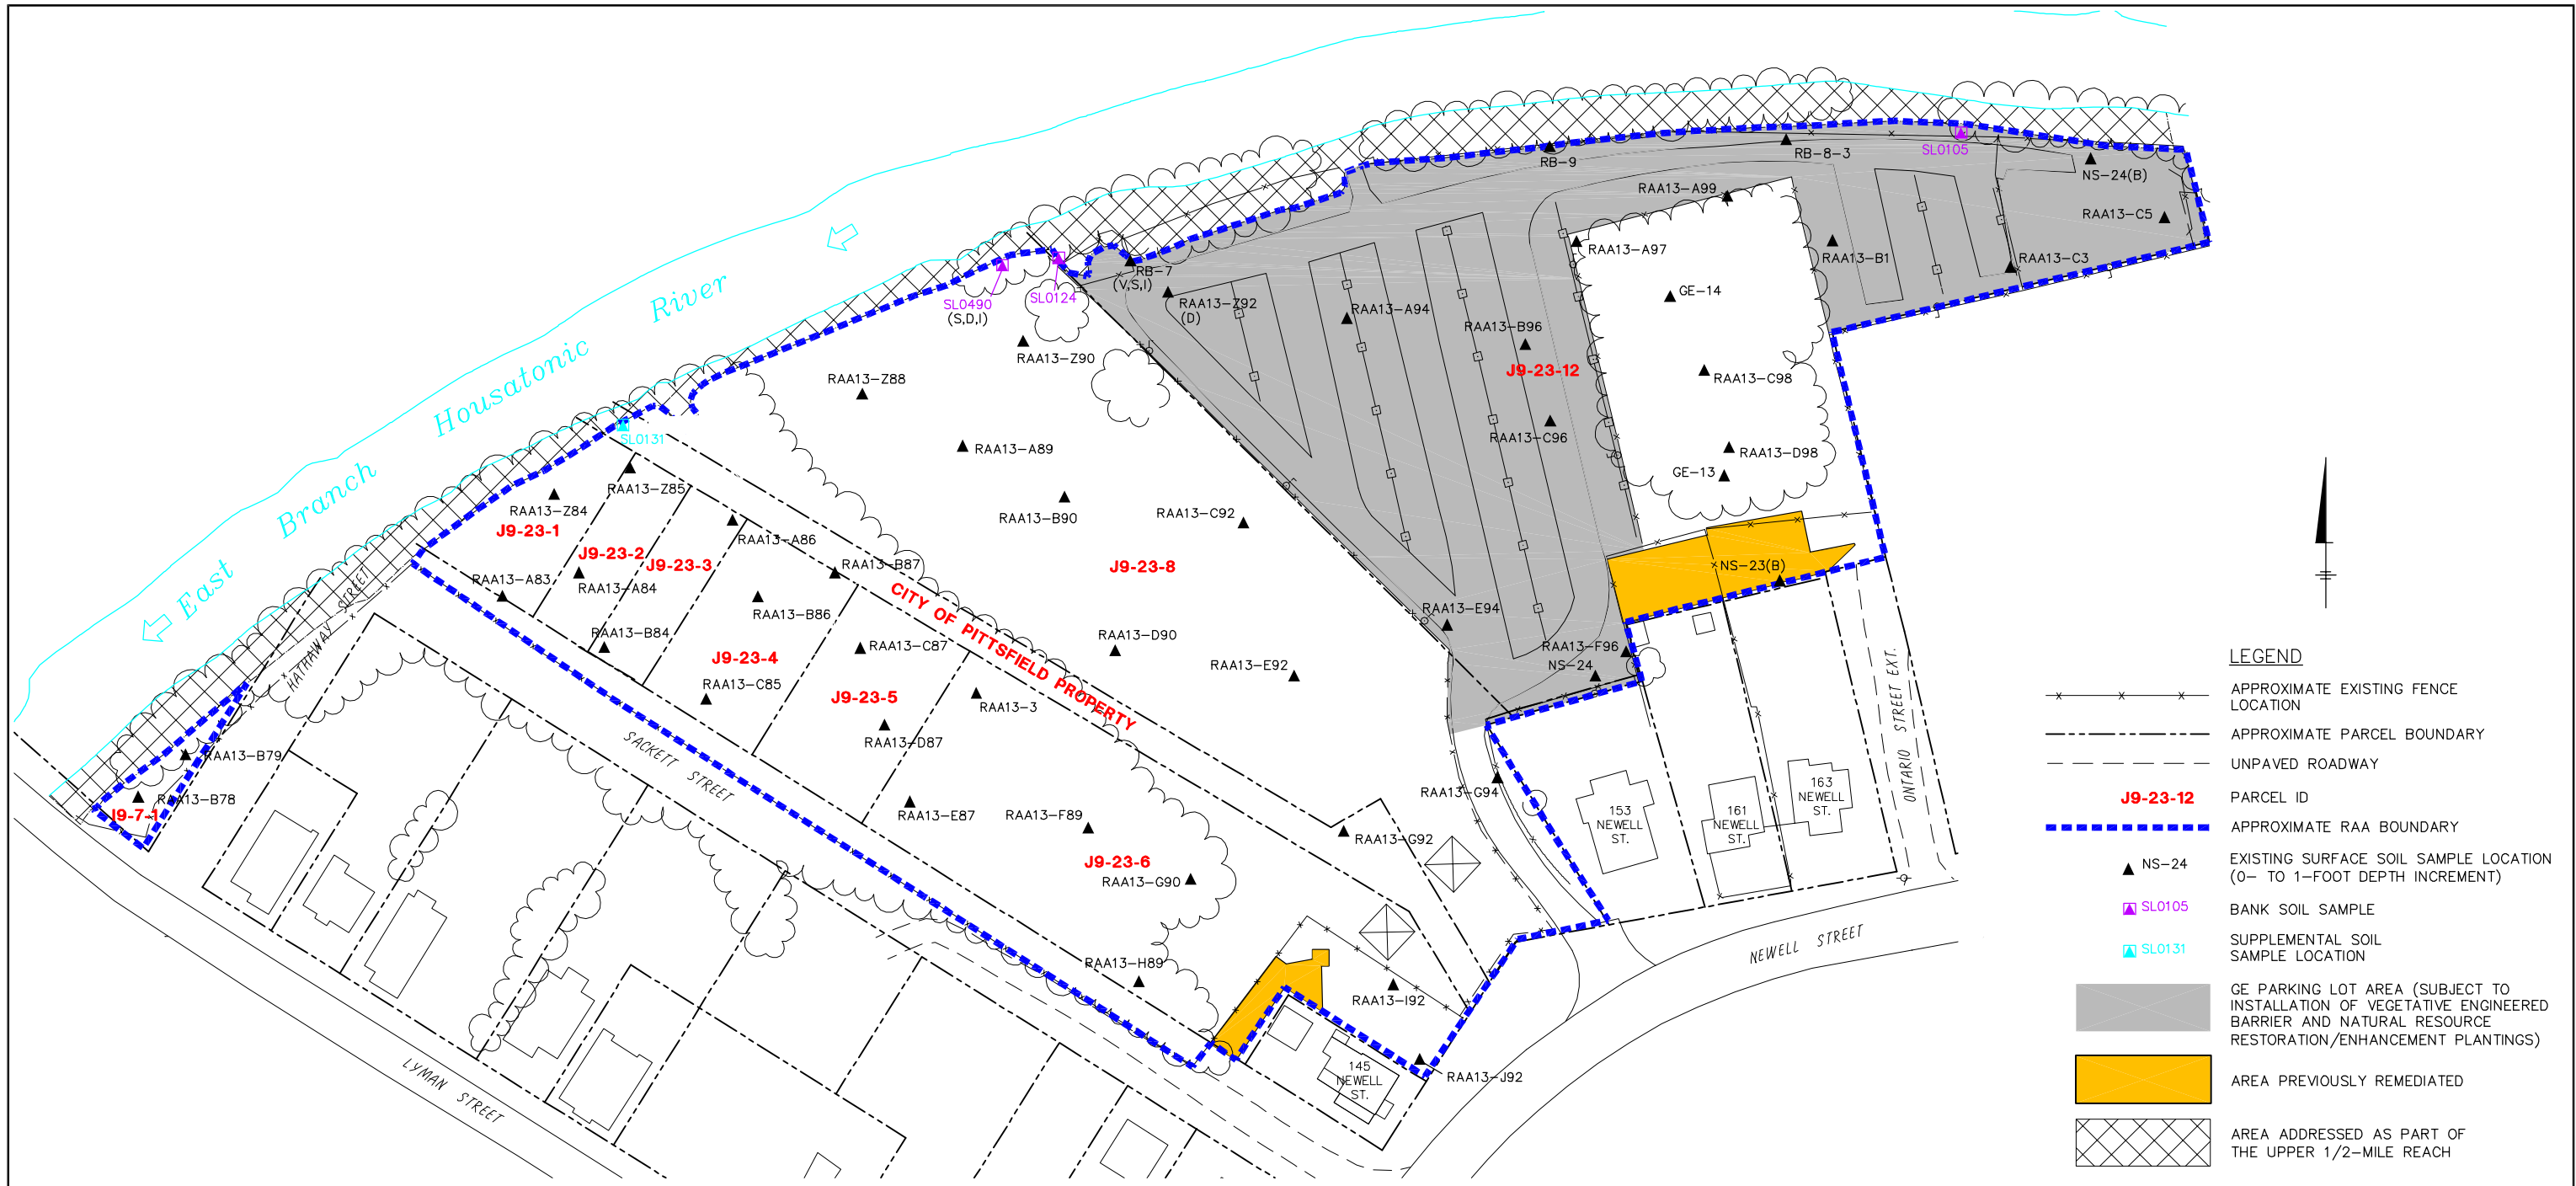 East Branch Housatonic River
RB-9
RB-8-3
SL0105
NS-24(B)
RAA13-A99
RAA13-C5
RAA13-A97
RAA13-B1
RAA13-C3
RB-7
(V,S,I)
SL0490
(S,D,I)
SL0124
RAA13-Z92
(D)
RAA13-A94
GE-14
RAA13-B96
J9-23-12
RAA13-Z90
RAA13-Z88
RAA13-C98
RAA13-C96
SL0131
RAA13-A89
RAA13-D98
GE-13
RAA13-Z85
RAA13-Z84
J9-23-1
RAA13-B90
RAA13-C92
RAA13-A86
J9-23-2
J9-23-3
RAA13-B87
J9-23-8
NS-23(B)
RAA13-A83
RAA13-A84
HATHAWAY STREET
RAA13-B86
CITY OF PITTSFIELD PROPERTY
RAA13-E94
RAA13-B84
RAA13-C87
RAA13-D90
RAA13-F96
NS-24
J9-23-4
RAA13-E92
RAA13-C85
J9-23-5
RAA13-3
RAA13-D87
SACKETT STREET
RAA13-B79
RAA13-B78
J9-7-1
RAA13-G94
ONTARIO STREET EXT.
153
NEWELL
ST.
161
NEWELL
ST.
163
NEWELL
ST.
RAA13-E87
RAA13-F89
RAA13-G92
J9-23-6
RAA13-G90
NEWELL STREET
RAA13-H89
RAA13-I92
145
NEWELL
ST.
RAA13-J92
LYMAN STREET
LEGEND
APPROXIMATE EXISTING FENCE
LOCATION
APPROXIMATE PARCEL BOUNDARY
UNPAVED ROADWAY
J9-23-12 PARCEL ID
APPROXIMATE RAA BOUNDARY
NS-24 EXISTING SURFACE SOIL SAMPLE LOCATION
(0- TO 1-FOOT DEPTH INCREMENT)
SL0105 BANK SOIL SAMPLE
SL0131 SUPPLEMENTAL SOIL
SAMPLE LOCATION
GE PARKING LOT AREA (SUBJECT TO
INSTALLATION OF VEGETATIVE ENGINEERED
BARRIER AND NATURAL RESOURCE
RESTORATION/ENHANCEMENT PLANTINGS)
AREA PREVIOUSLY REMEDIATED
AREA ADDRESSED AS PART OF
THE UPPER 1/2-MILE REACH